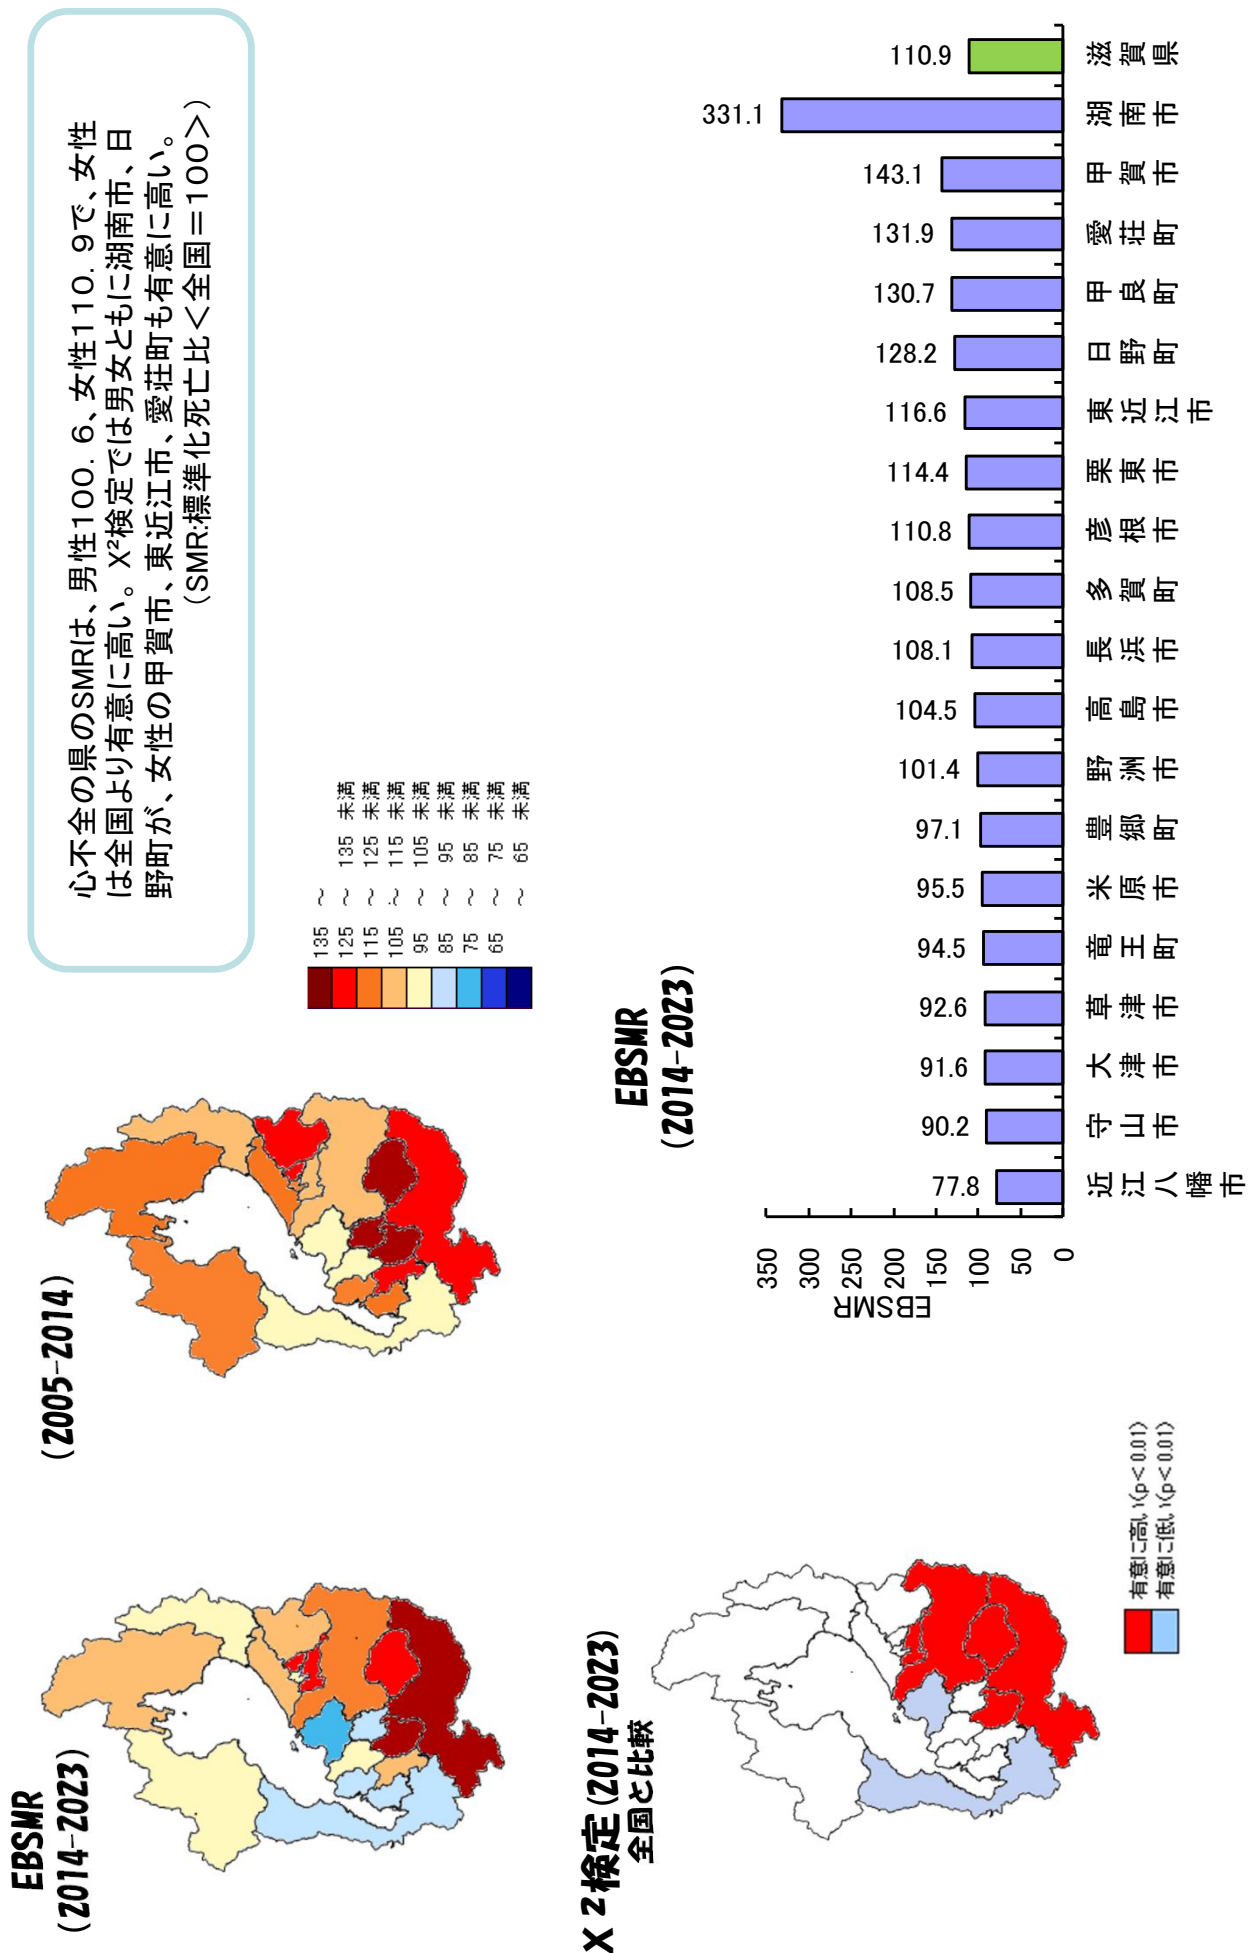 EBSMR
(2014-2023)
(2005-2014)
心不全の県のSMRは、男性100.6、女性110.9で、女性
は全国より有意に高い。X²検定では男女ともに湖南市、日
野町が、女性の甲賀市、東近江市、愛荘町も有意に高い。
（SMR:標準化死亡比＜全国＝100＞）
135 ～
125 ～ 135 未満
115 ～ 125 未満
105 ～ 115 未満
95 ～ 105 未満
85 ～ 95 未満
75 ～ 85 未満
65 ～ 75 未満
～ 65 未満
X²検定(2014-2023)
全国と比較
有意に高い(p<0.01)
有意に低い(p<0.01)
EBSMR
(2014-2023)
EBSMR
350
300
250
200
150
100
50
0
77.8
90.2
91.6
92.6
94.5
95.5
97.1
101.4
104.5
108.1
108.5
110.8
114.4
116.6
128.2
130.7
131.9
143.1
331.1
110.9
近江八幡市
守山市
大津市
草津市
竜王町
米原市
豊郷町
野洲市
高島市
長浜市
多賀町
彦根市
栗東市
東近江市
日野町
甲良町
愛荘町
甲賀市
湖南市
滋賀県